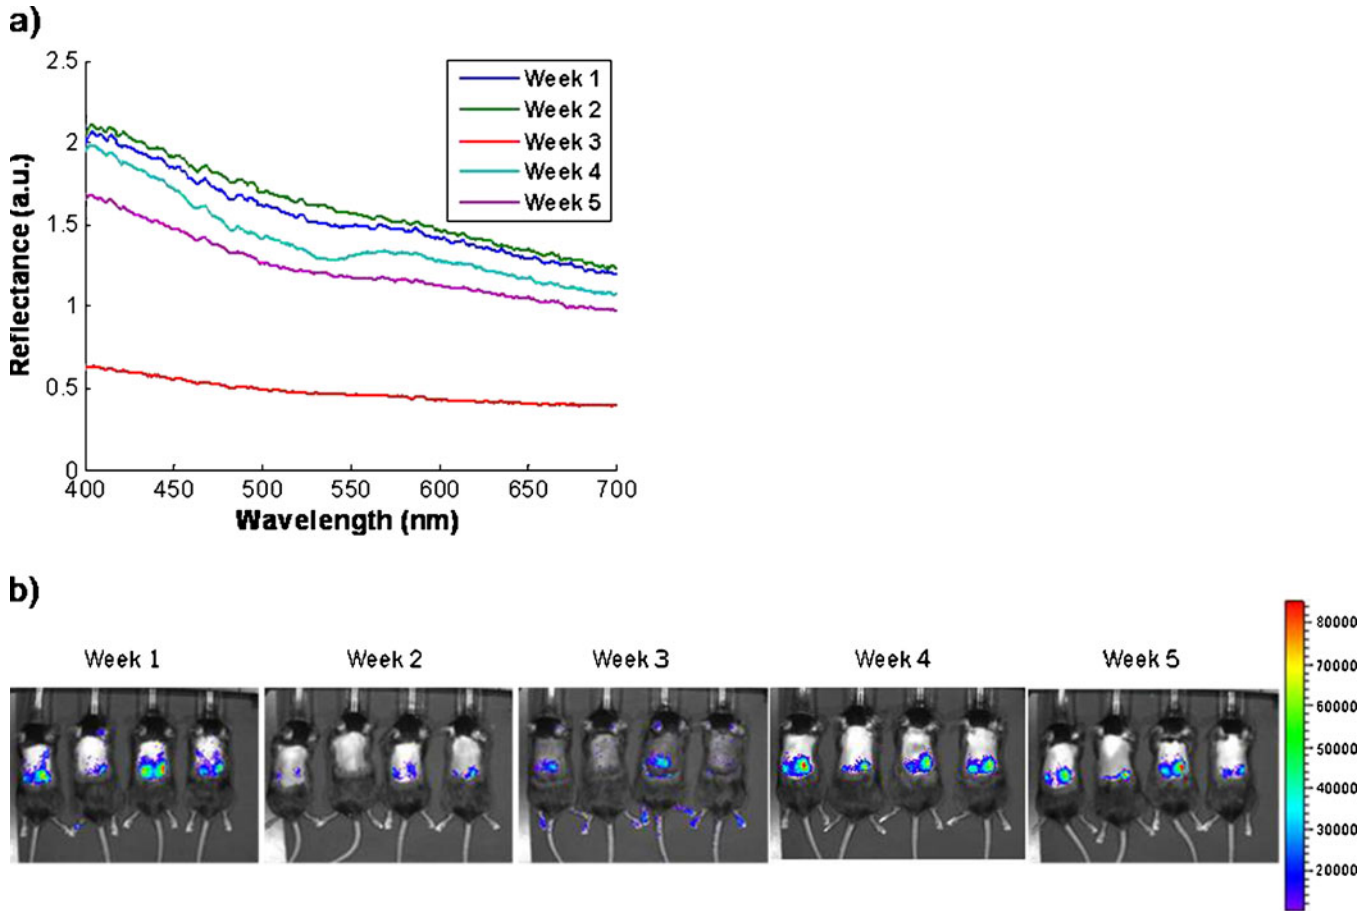 a)
2.5
2
1.5
1
0.5
0
Reflectance (a.u.)
Week 1
Week 2
Week 3
Week 4
Week 5
400 450 500 550 600 650 700
Wavelength (nm)
b)
Week 1 Week 2 Week 3 Week 4 Week 5
80000
70000
60000
50000
40000
30000
20000